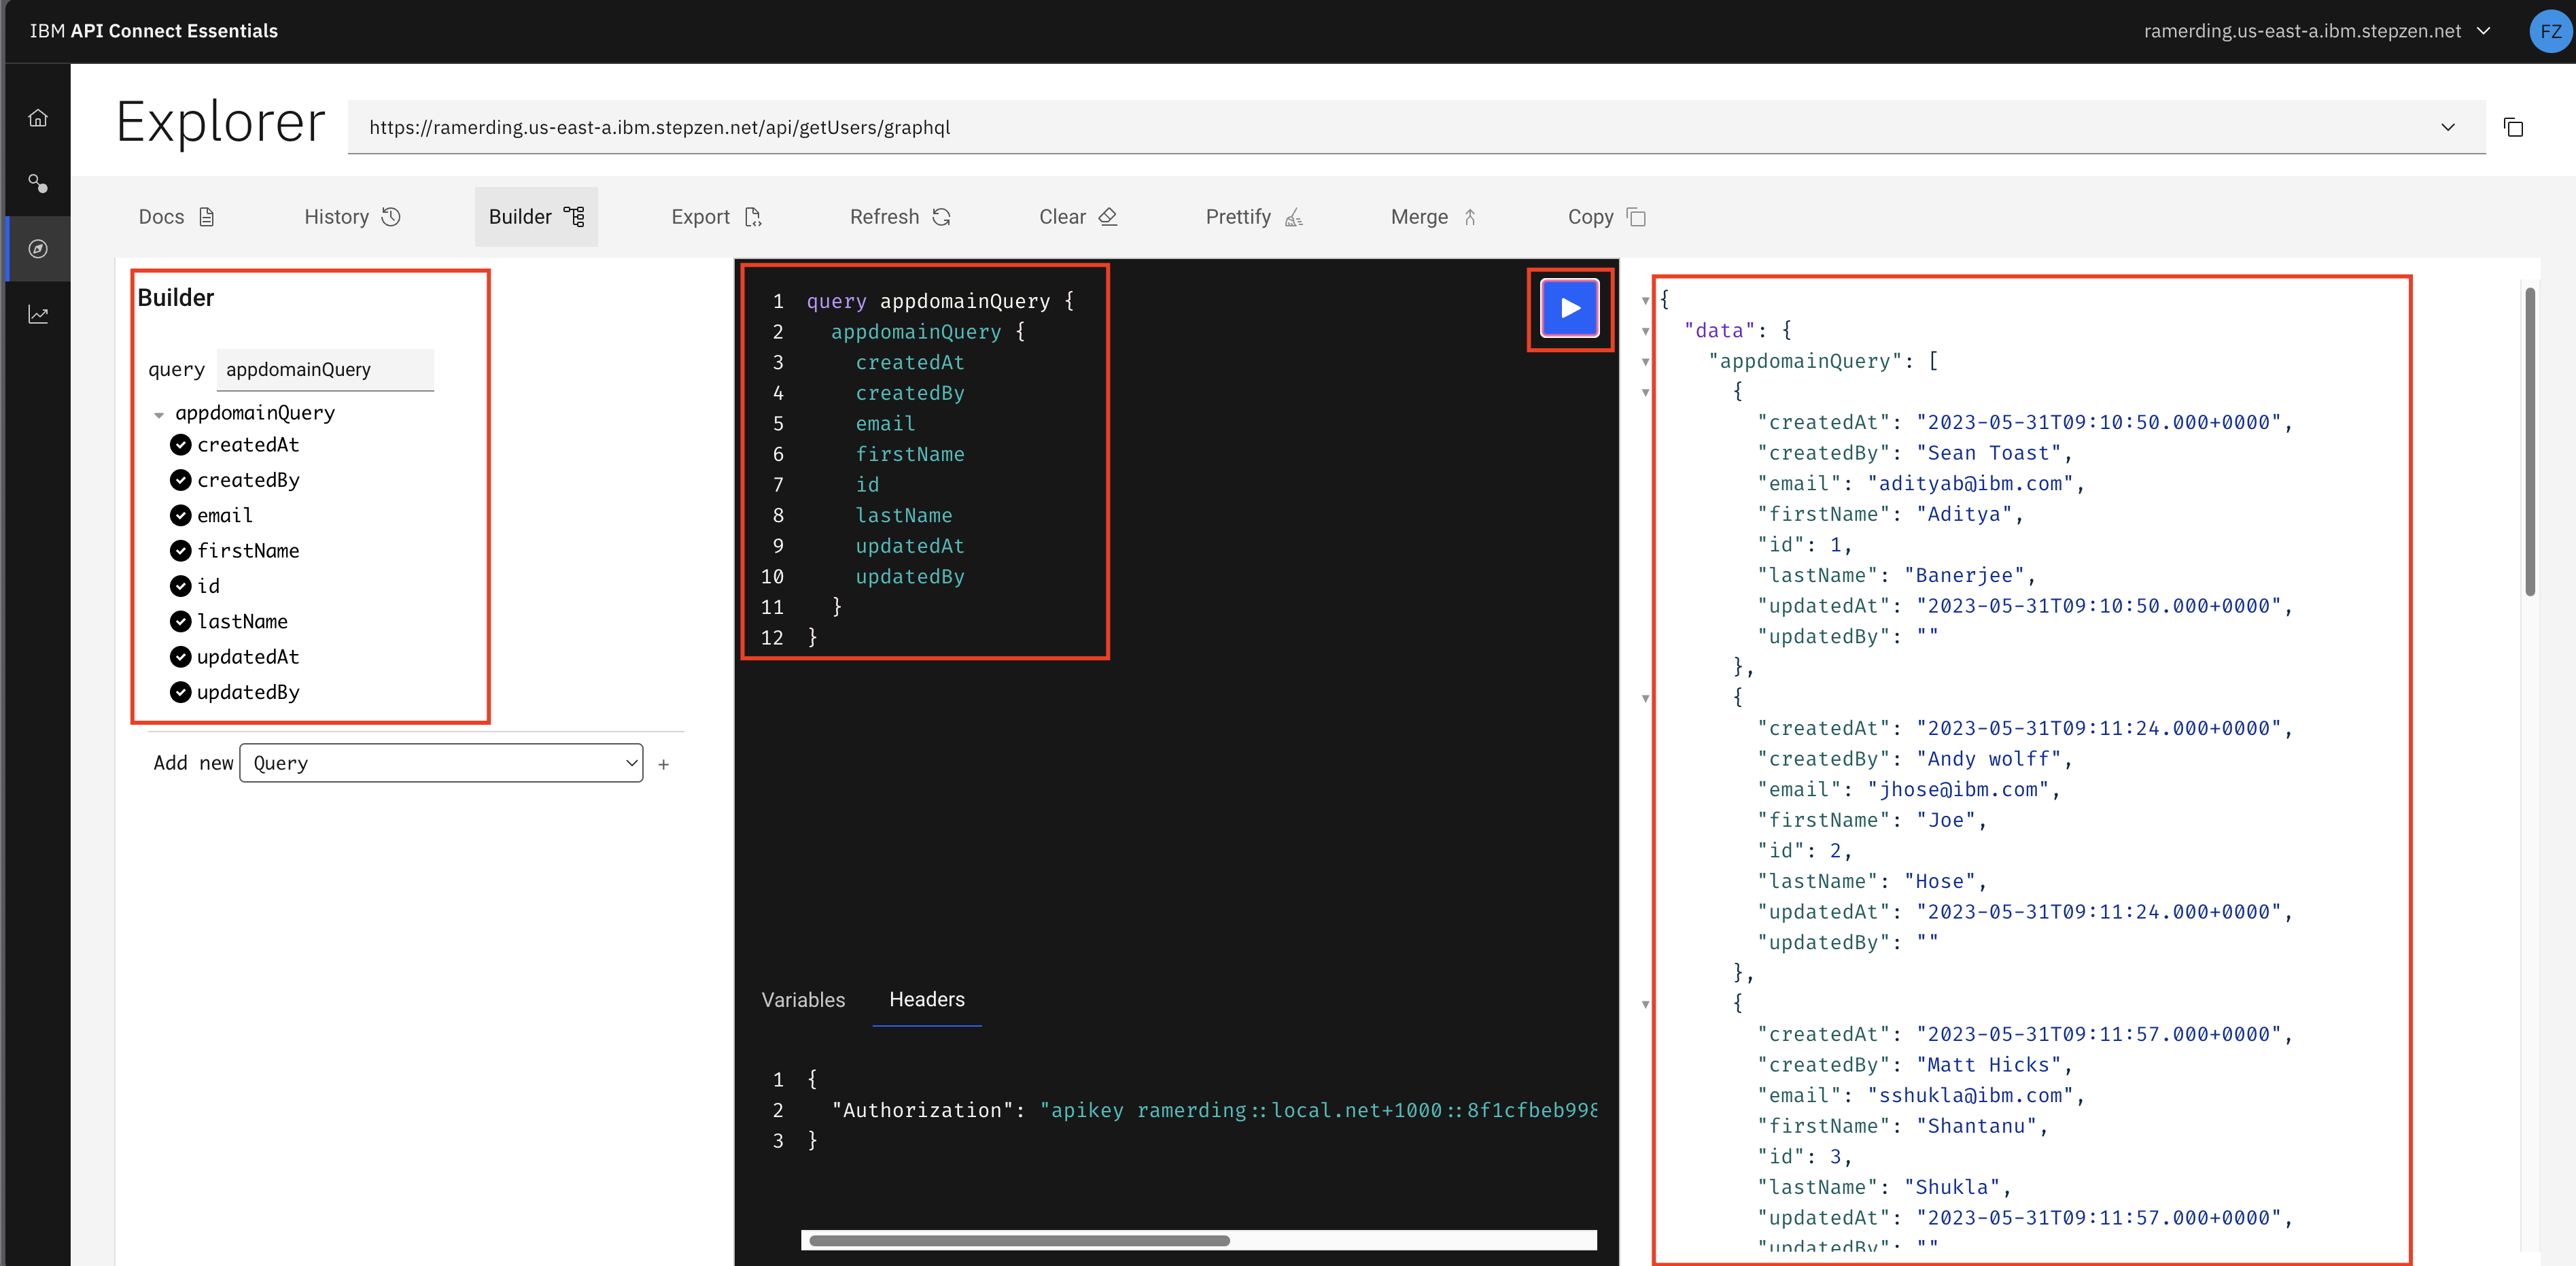 IBM API Connect Essentials
ramerding.us-east-a.ibm.stepzen.net
FZ
Explorer
https://ramerding.us-east-a.ibm.stepzen.net/api/getUsers/graphql
Docs
History
Builder
Export
Refresh
Clear
Prettify
Merge
Copy
Builder
query appdomainQuery
appdomainQuery
createdAt
createdBy
email
firstName
id
lastName
updatedAt
updatedBy
Add new Query +
1 query appdomainQuery {
2 appdomainQuery {
3 createdAt
4 createdBy
5 email
6 firstName
7 id
8 lastName
9 updatedAt
10 updatedBy
11 }
12 }
Variables Headers
1 {
2 "Authorization": "apikey ramerding::local.net+1000::8f1cfbeb998
3 }
{
"data": {
"appdomainQuery": [
{
"createdAt": "2023-05-31T09:10:50.000+0000",
"createdBy": "Sean Toast",
"email": "adityab@ibm.com",
"firstName": "Aditya",
"id": 1,
"lastName": "Banerjee",
"updatedAt": "2023-05-31T09:10:50.000+0000",
"updatedBy": ""
},
{
"createdAt": "2023-05-31T09:11:24.000+0000",
"createdBy": "Andy wolff",
"email": "jhose@ibm.com",
"firstName": "Joe",
"id": 2,
"lastName": "Hose",
"updatedAt": "2023-05-31T09:11:24.000+0000",
"updatedBy": ""
},
{
"createdAt": "2023-05-31T09:11:57.000+0000",
"createdBy": "Matt Hicks",
"email": "sshukla@ibm.com",
"firstName": "Shantanu",
"id": 3,
"lastName": "Shukla",
"updatedAt": "2023-05-31T09:11:57.000+0000",
"updatedBy": ""